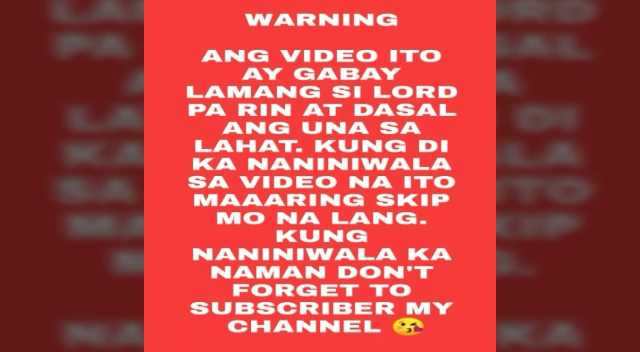 WARNING
ANG VIDEO ITO
AY GABAY
LAMANG SI LORD
PA RIN AT DASAL
ANG UNA SA
LAHAT. KUNG DI
KA NANINIWALA
SA VIDEO NA ITO
MAAARING SKIP
MO NA LANG.
KUNG
NANINIWALA KA
NAMAN DON'T
FORGET TO
SUBSCRIBER MY
CHANNEL 😘